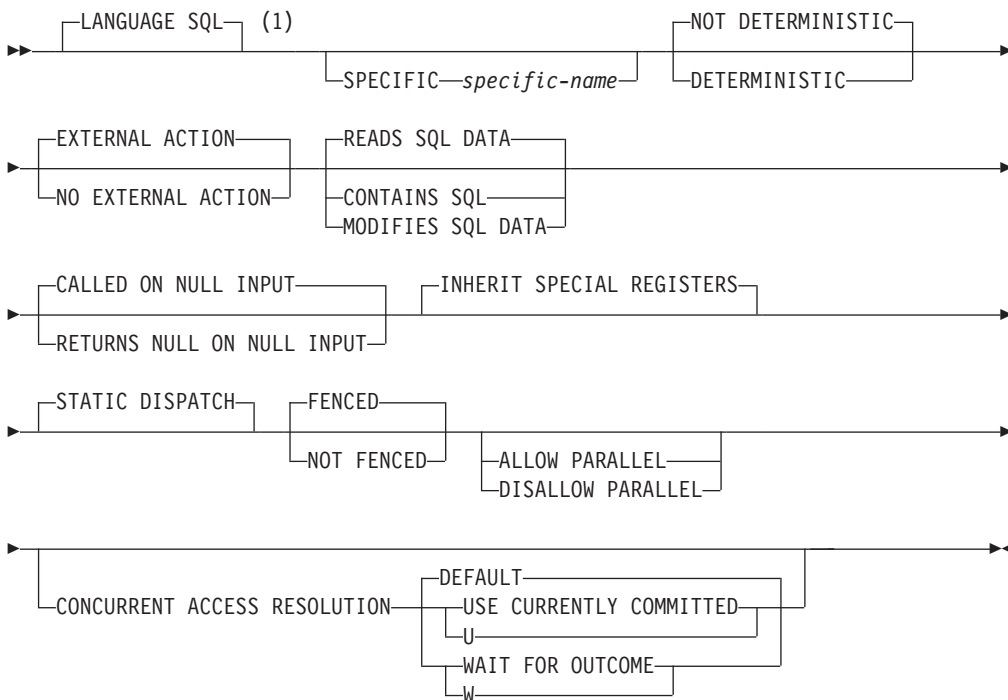 LANGUAGE SQL (1) NOT DETERMINISTIC
SPECIFIC specific-name DETERMINISTIC
EXTERNAL ACTION READS SQL DATA
NO EXTERNAL ACTION CONTAINS SQL
MODIFIES SQL DATA
CALLED ON NULL INPUT INHERIT SPECIAL REGISTERS
RETURNS NULL ON NULL INPUT
STATIC DISPATCH FENCED
NOT FENCED ALLOW PARALLEL
DISALLOW PARALLEL
DEFAULT
CONCURRENT ACCESS RESOLUTION USE CURRENTLY COMMITTED
U
WAIT FOR OUTCOME
W